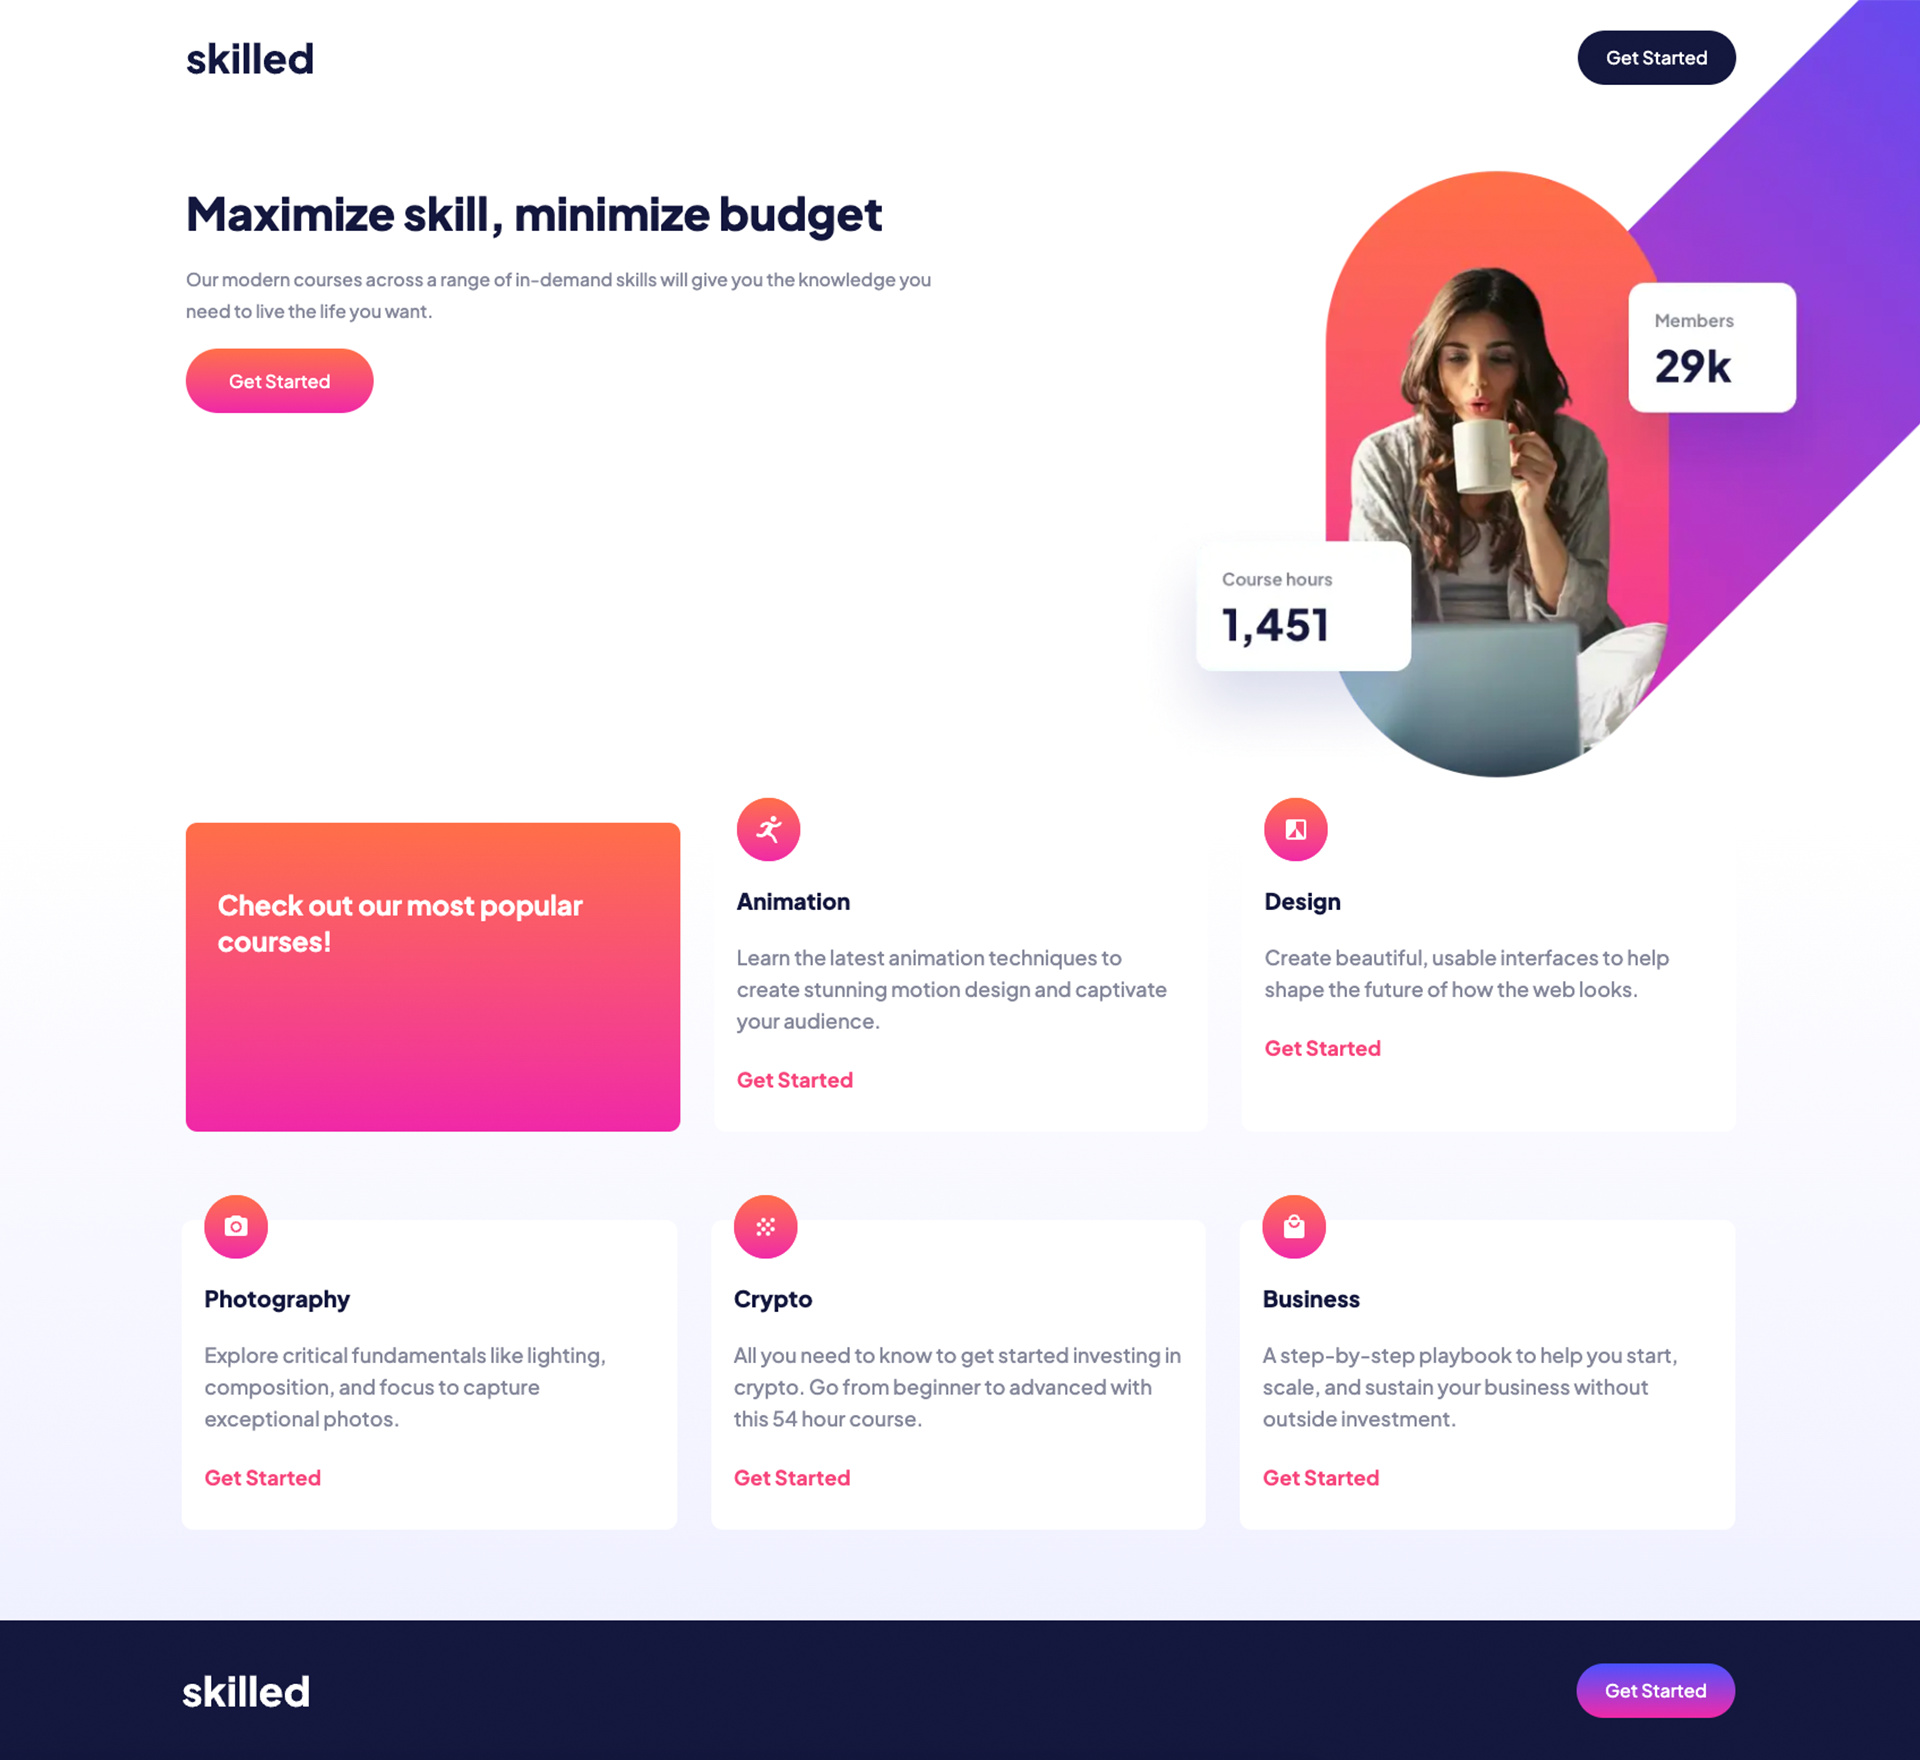 skilled
Get Started
Maximize skill, minimize budget
Our modern courses across a range of in-demand skills will give you the knowledge you
need to live the life you want.
Get Started
Members
29k
Course hours
1,451
Check out our most popular
courses!
Animation
Learn the latest animation techniques to
create stunning motion design and captivate
your audience.
Get Started
Design
Create beautiful, usable interfaces to help
shape the future of how the web looks.
Get Started
Photography
Explore critical fundamentals like lighting,
composition, and focus to capture
exceptional photos.
Get Started
Crypto
All you need to know to get started investing in
crypto. Go from beginner to advanced with
this 54 hour course.
Get Started
Business
A step-by-step playbook to help you start,
scale, and sustain your business without
outside investment.
Get Started
skilled
Get Started